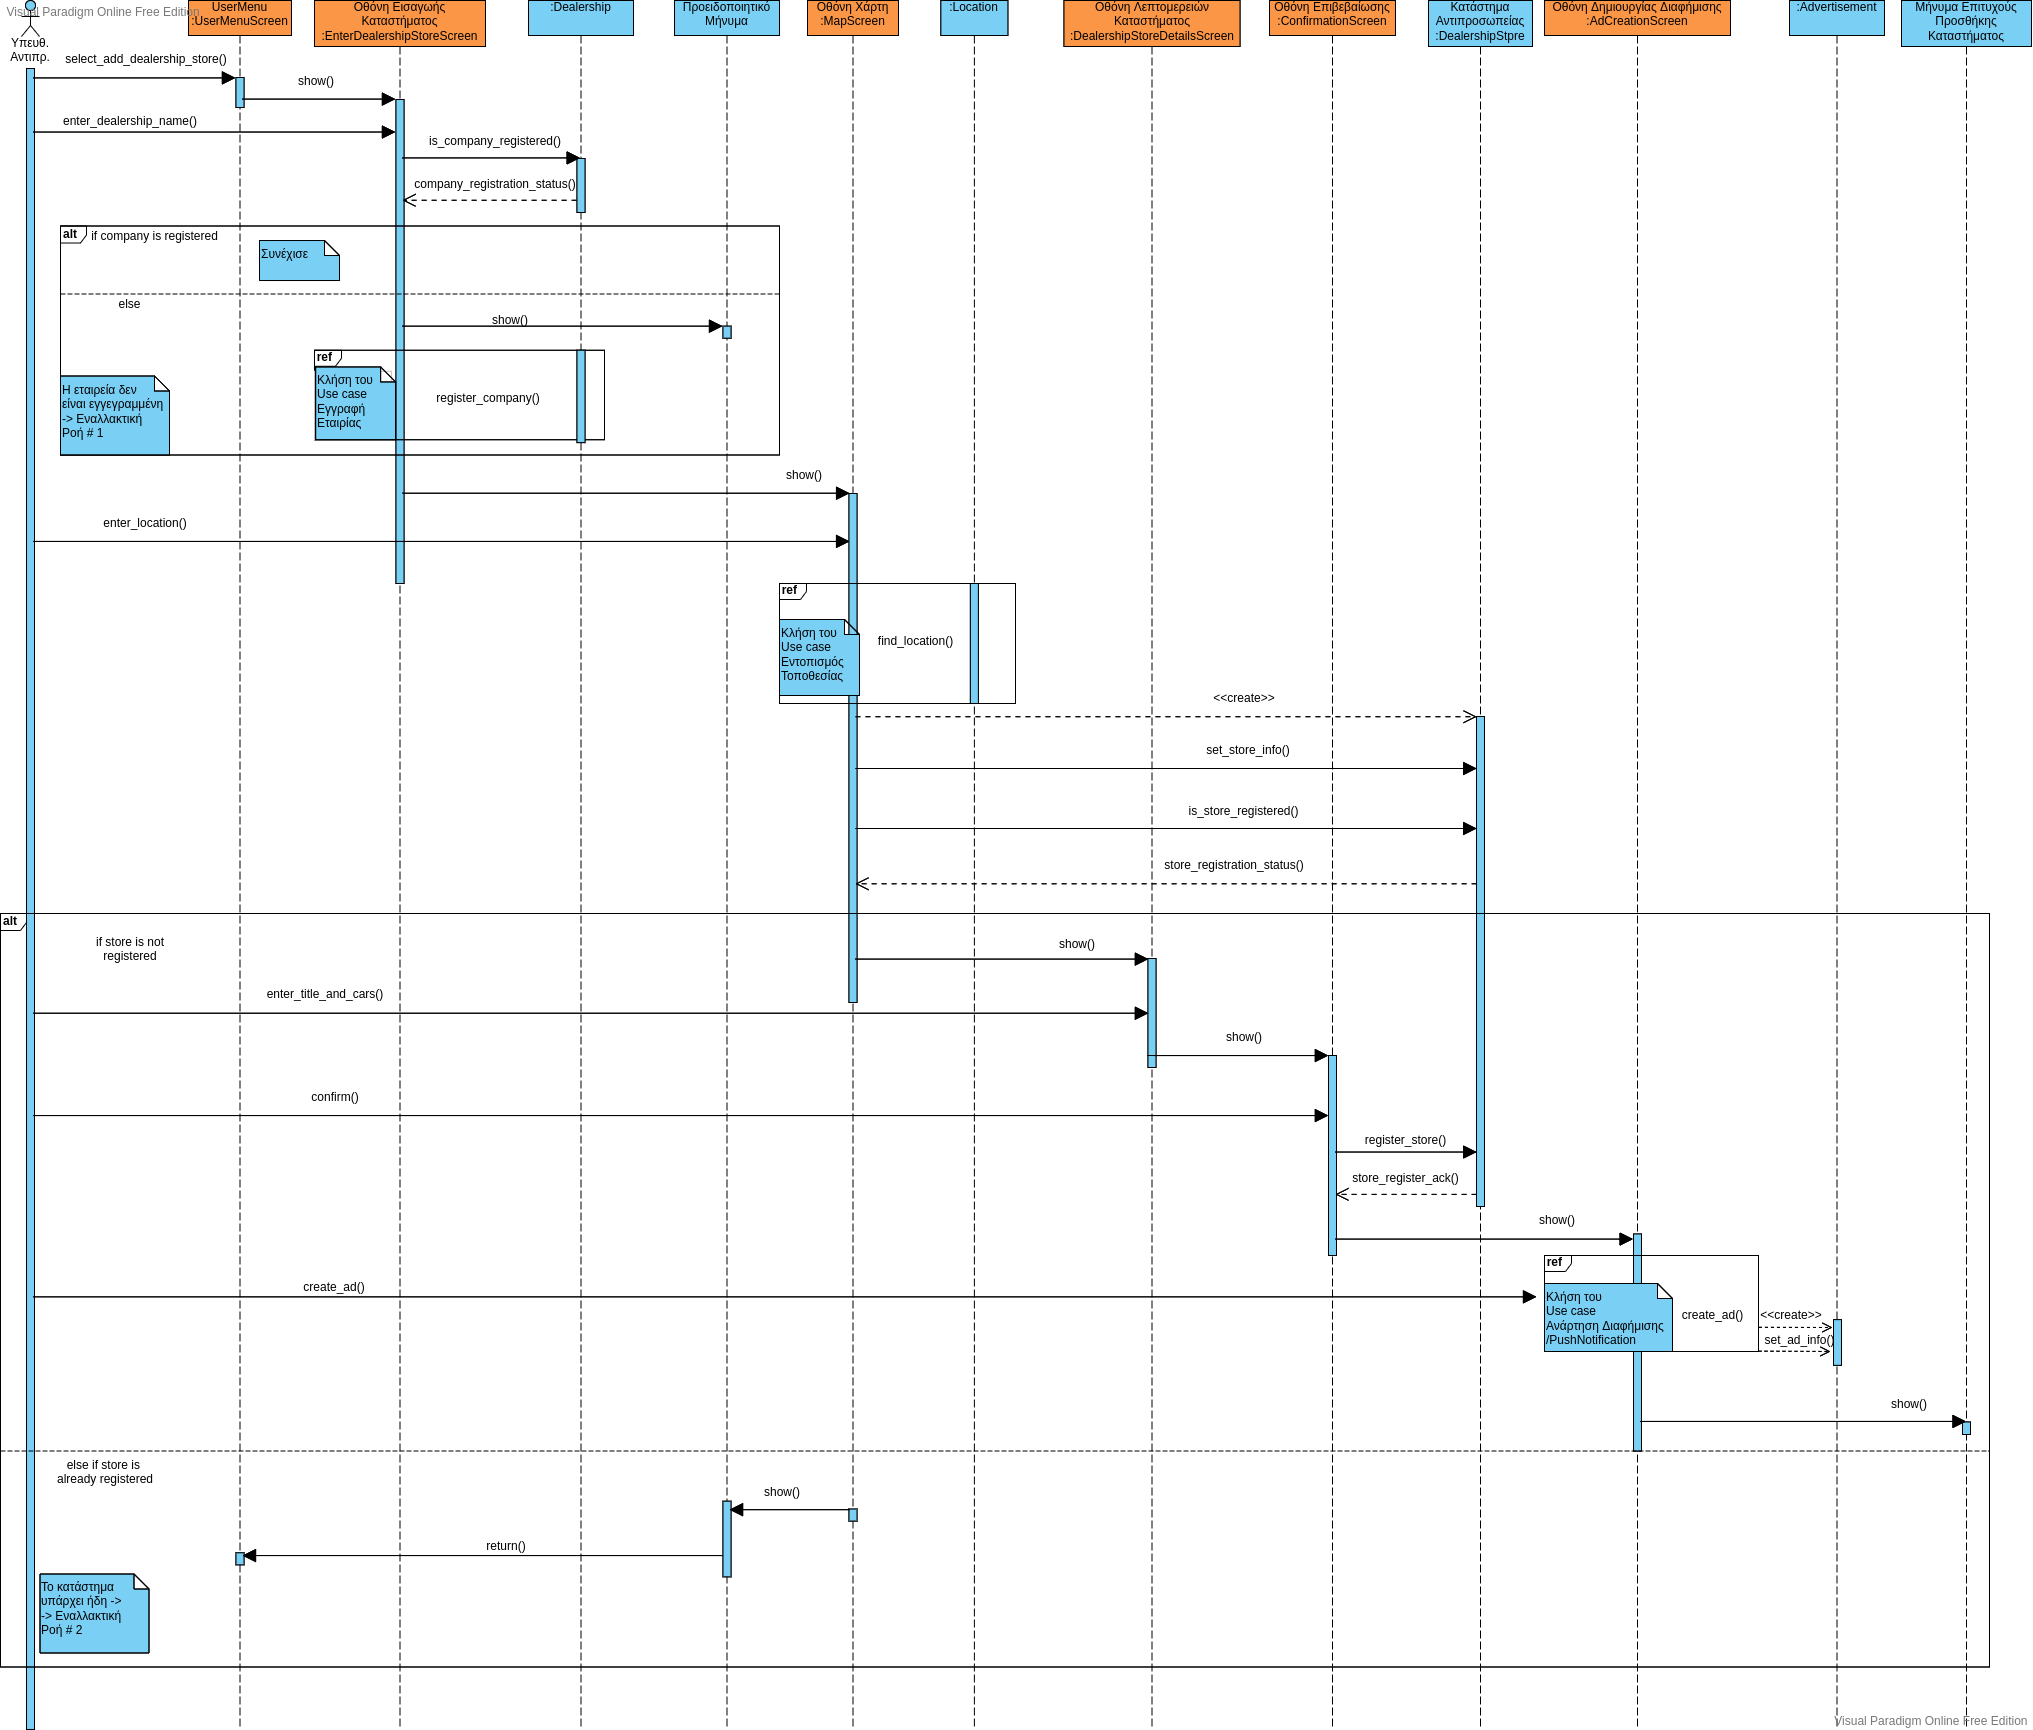 Visual Paradigm Online Free Edition
Υπευθ.
Αντιπρ.
UserMenu
:UserMenuScreen
Οθόνη Εισαγωγής
Καταστήματος
:EnterDealershipStoreScreen
:Dealership
Προειδοποιητικό
Μήνυμα
Οθόνη Χάρτη
:MapScreen
:Location
Οθόνη Λεπτομερειών
Καταστήματος
:DealershipStoreDetailsScreen
Οθόνη Επιβεβαίωσης
:ConfirmationScreen
Κατάστημα
Αντιπροσωπείας
:DealershipStpre
Οθόνη Δημιουργίας Διαφήμισης
:AdCreationScreen
:Advertisement
Μήνυμα Επιτυχούς
Προσθήκης
Καταστήματος
select_add_dealership_store()
show()
enter_dealership_name()
is_company_registered()
company_registration_status()
alt
if company is registered
Συνέχισε
else
show()
ref
Κλήση του
Use case
Εγγραφή
Εταιρίας
register_company()
Η εταιρεία δεν
είναι εγγεγραμμένη
-> Εναλλακτική
Ροή # 1
show()
enter_location()
ref
Κλήση του
Use case
Εντοπισμός
Τοποθεσίας
find_location()
<<create>>
set_store_info()
is_store_registered()
store_registration_status()
alt
if store is not
registered
show()
enter_title_and_cars()
show()
confirm()
register_store()
store_register_ack()
show()
ref
create_ad()
Κλήση του
Use case
Ανάρτηση Διαφήμισης
/PushNotification
create_ad()
<<create>>
set_ad_info()
show()
else if store is
already registered
show()
return()
Το κατάστημα
υπάρχει ήδη ->
-> Εναλλακτική
Ροή # 2
Visual Paradigm Online Free Edition